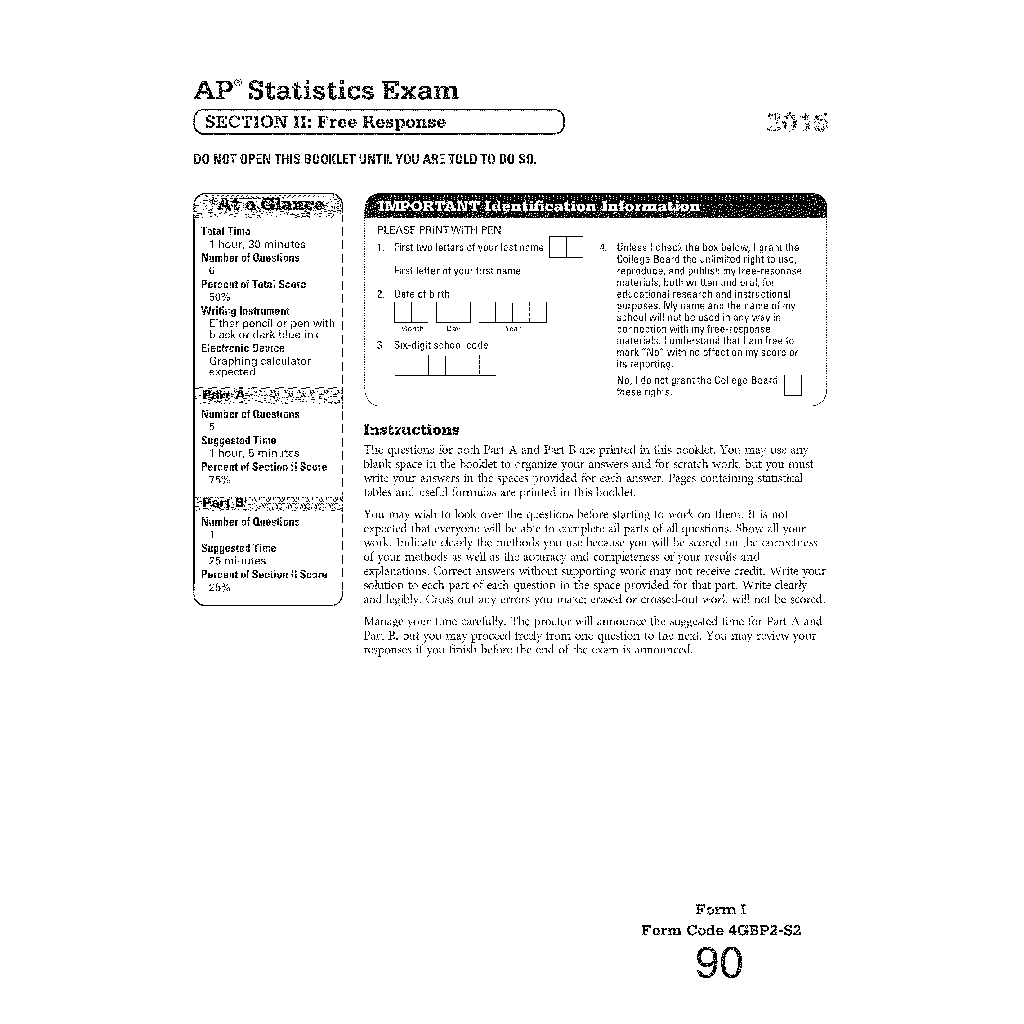 AP® Statistics Exam
SECTION II: Free Response
DO NOT OPEN THIS BOOKLET UNTIL YOU ARE TOLD TO DO SO.
At a Glance
Total Time
1 hour, 30 minutes
Number of Questions
6
Percent of Total Score
50%
Writing Instrument
Either pencil or pen with
black or dark blue ink
Electronic Device
Graphing calculator
expected
Part A
Number of Questions
5
Suggested Time
1 hour, 5 minutes
Percent of Section II Score
75%
Part B
Number of Questions
1
Suggested Time
25 minutes
Percent of Section II Score
25%
IMPORTANT Identification Information
PLEASE PRINT WITH PEN
1. First two letters of your last name
First letter of your first name
2. Date of birth
Month Day Year
3. Six-digit school code
4. Unless I check the box below, I grant the
College Board the unlimited right to use,
reproduce, and publish my free-response
materials, both written and oral, for
educational research and instructional
purposes. My name and the name of my
school will not be used in any way in
connection with my free-response
materials. I understand that I am free to
mark "No" with no effect on my score or
its reporting.
No, I do not grant the College Board
these rights.
Instructions
The questions for both Part A and Part B are printed in this booklet. You may use any
blank space in the booklet to organize your answers and for scratch work, but you must
write your answers in the spaces provided for each answer. Pages containing statistical
tables and useful formulas are printed in this booklet.
You may wish to look over the questions before starting to work on them. It is not
expected that everyone will be able to complete all parts of all questions. Show all your
work. Indicate clearly the methods you use because you will be scored on the correctness
of your methods as well as the accuracy and completeness of your results and
explanations. Correct answers without supporting work may not receive credit. Write your
solution to each part of each question in the space provided for that part. Write clearly
and legibly. Cross out any errors you make; erased or crossed-out work will not be scored.
Manage your time carefully. The proctor will announce the suggested time for Part A and
Part B, but you may proceed freely from one question to the next. You may review your
responses if you finish before the end of the exam is announced.
Form I
Form Code 4GBP2-S2
90